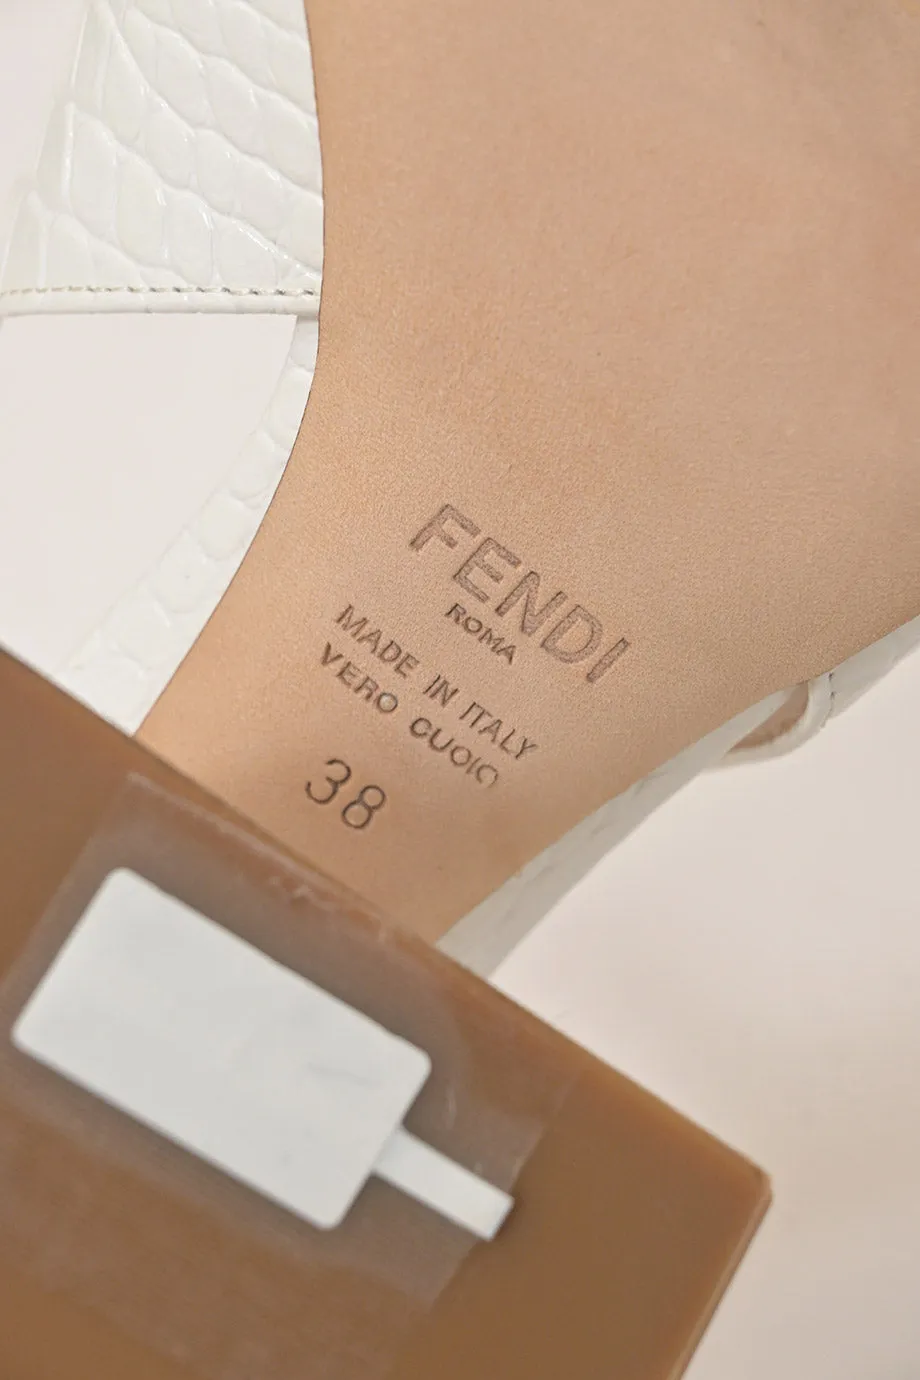 FENDI
ROMA
MADE IN ITALY
VERO CUOIO
38